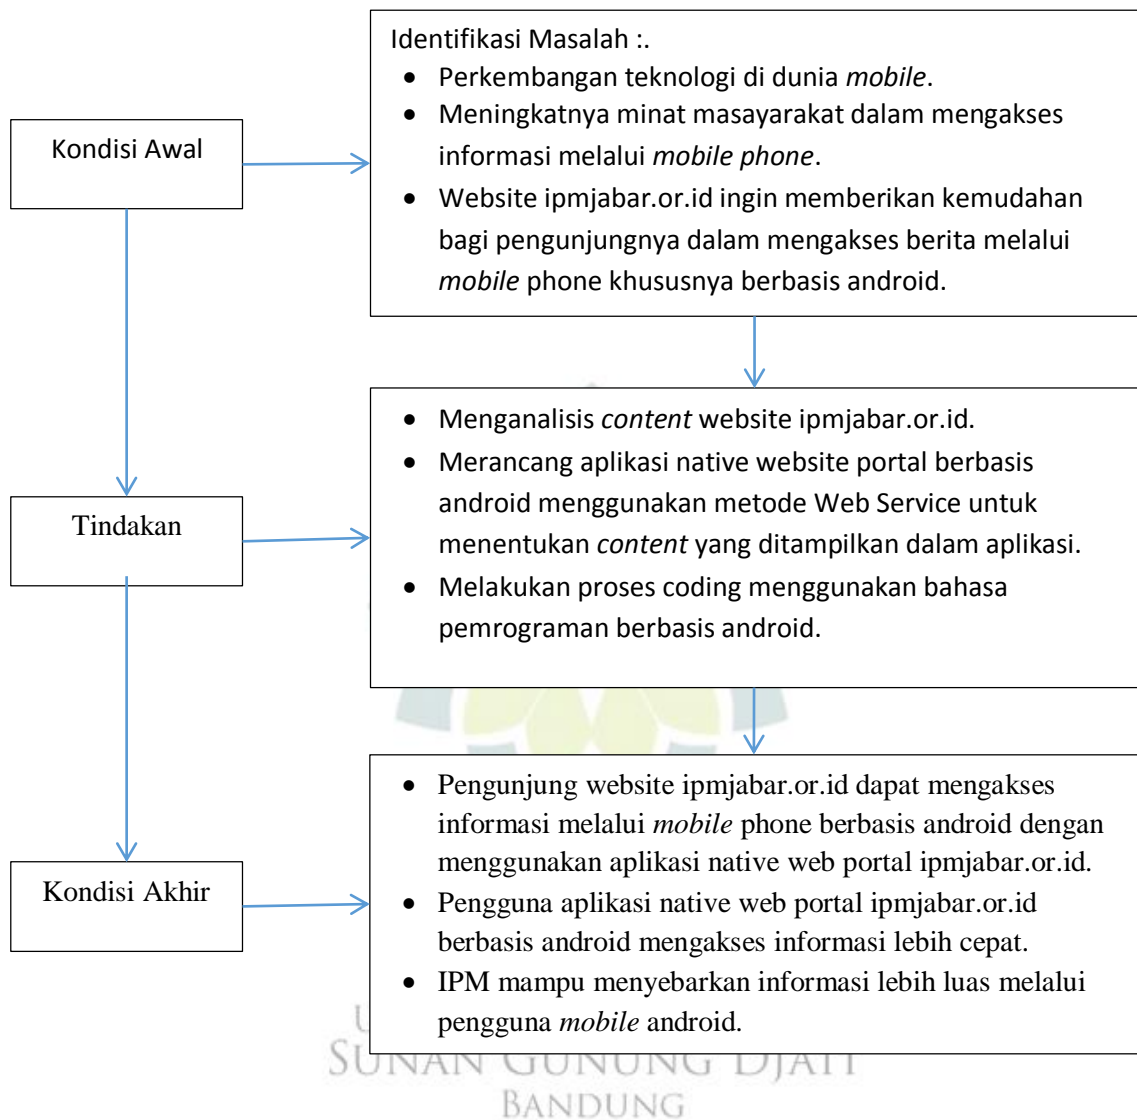 Kondisi Awal
Identifikasi Masalah :.
• Perkembangan teknologi di dunia mobile.
• Meningkatnya minat masayarakat dalam mengakses
informasi melalui mobile phone.
• Website ipmjabar.or.id ingin memberikan kemudahan
bagi pengunjungnya dalam mengakses berita melalui
mobile phone khususnya berbasis android.
Tindakan
• Menganalisis content website ipmjabar.or.id.
• Merancang aplikasi native website portal berbasis
android menggunakan metode Web Service untuk
menentukan content yang ditampilkan dalam aplikasi.
• Melakukan proses coding menggunakan bahasa
pemrograman berbasis android.
Kondisi Akhir
• Pengunjung website ipmjabar.or.id dapat mengakses
informasi melalui mobile phone berbasis android dengan
menggunakan aplikasi native web portal ipmjabar.or.id.
• Pengguna aplikasi native web portal ipmjabar.or.id
berbasis android mengakses informasi lebih cepat.
• IPM mampu menyebarkan informasi lebih luas melalui
pengguna mobile android.
SUNAN GUNUNG DJATI
BANDUNG